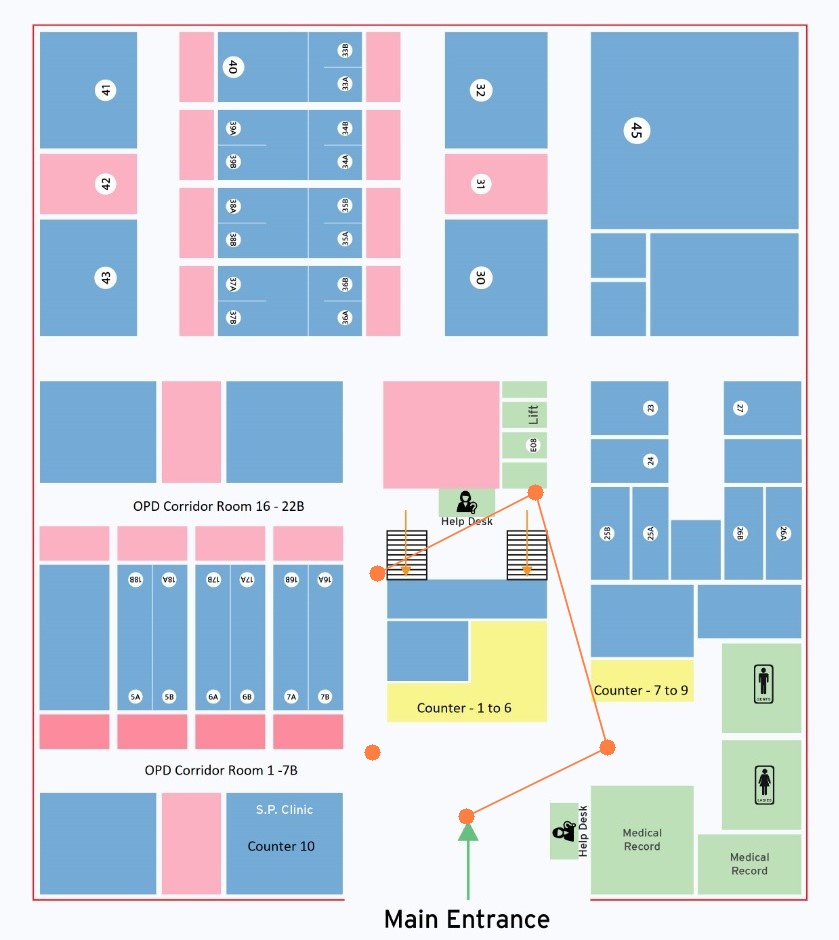 41
40
33B
33A
32
45
39A
34B
39B
34A
42
31
38A
35B
38B
35A
43
30
37A
36B
37B
36A
23
27
Lift
E08
24
OPD Corridor Room 16 - 22B
Help Desk
25B
25A
26B
26A
18B
18A
17B
17A
16B
16A
5A
5B
6A
6B
7A
7B
Counter - 7 to 9
Counter - 1 to 6
GENTS
OPD Corridor Room 1 -7B
LADIES
S.P. Clinic
Counter 10
Help Desk
Medical
Record
Medical
Record
Main Entrance